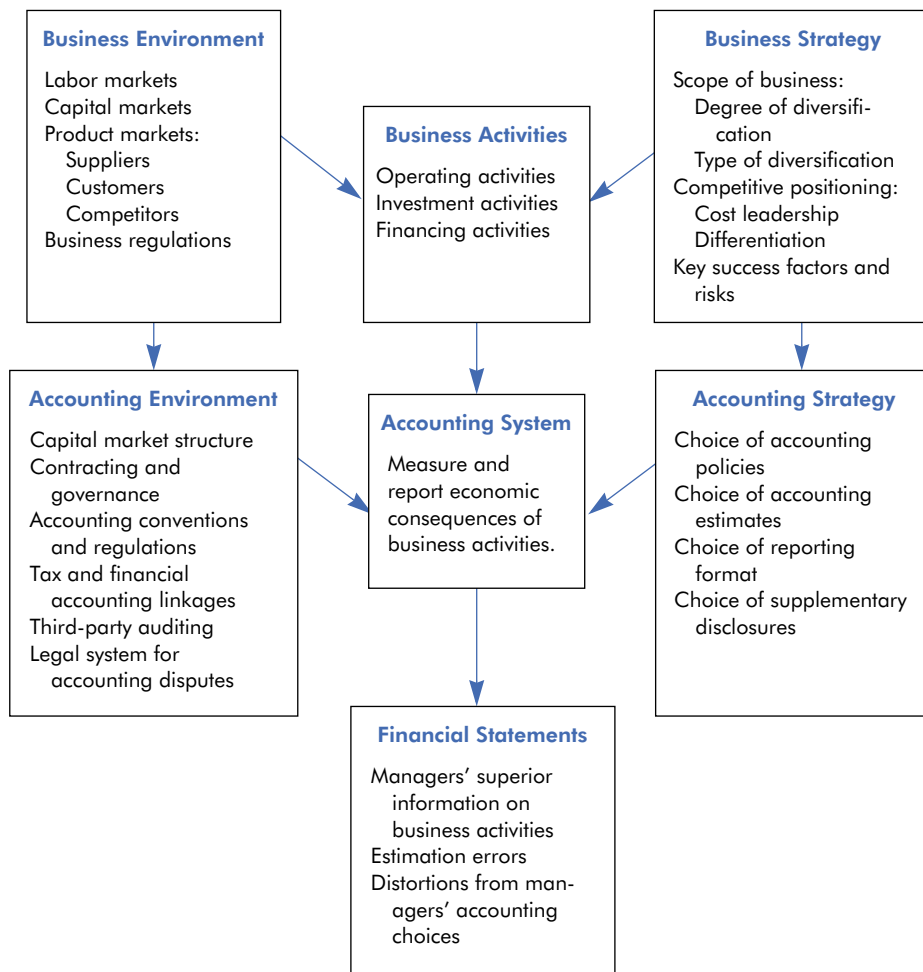 Business Environment
Labor markets
Capital markets
Product markets:
Suppliers
Customers
Competitors
Business regulations
Business Activities
Operating activities
Investment activities
Financing activities
Business Strategy
Scope of business:
Degree of diversifi-
cation
Type of diversification
Competitive positioning:
Cost leadership
Differentiation
Key success factors and
risks
Accounting Environment
Capital market structure
Contracting and
governance
Accounting conventions
and regulations
Tax and financial
accounting linkages
Third-party auditing
Legal system for
accounting disputes
Accounting System
Measure and
report economic
consequences of
business activities.
Accounting Strategy
Choice of accounting
policies
Choice of accounting
estimates
Choice of reporting
format
Choice of supplementary
disclosures
Financial Statements
Managers’ superior
information on
business activities
Estimation errors
Distortions from man-
agers’ accounting
choices